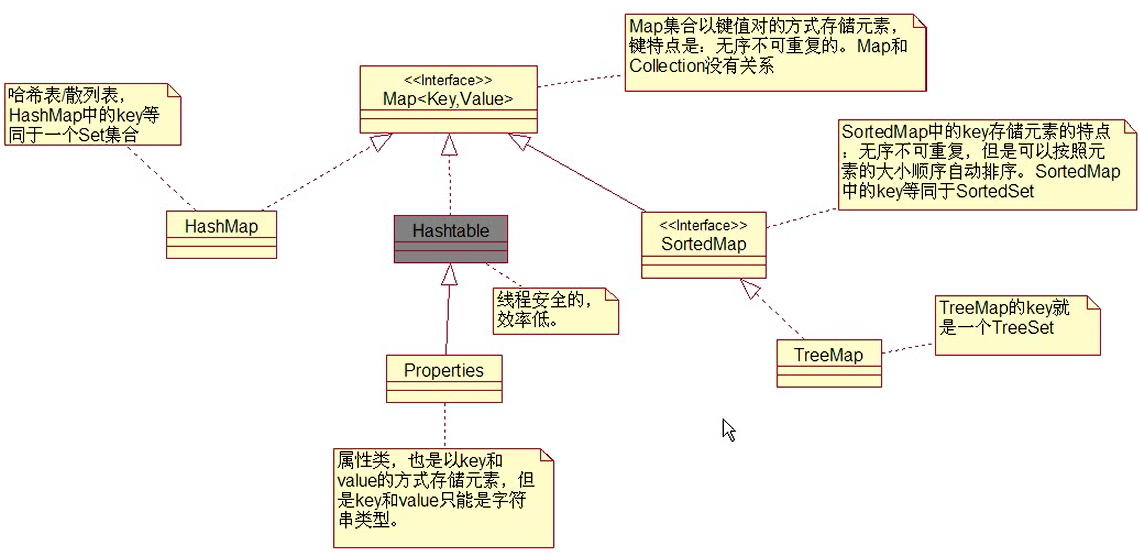 Map集合以键值对的方式存储元素，
键特点是：无序不可重复的。Map和
Collection没有关系
<<Interface>>
Map<Key,Value>
哈希表/散列表，
HashMap中的key等
同于一个Set集合
SortedMap中的key存储元素的特点
：无序不可重复，但是可以按照元
素的大小顺序自动排序。SortedMap
中的key等同于SortedSet
HashMap
Hashtable
<<Interface>>
SortedMap
线程安全的，
效率低。
TreeMap的key就
是一个TreeSet
TreeMap
Properties
属性类，也是以key和
value的方式存储元素，但
是key和value只能是字符
串类型。